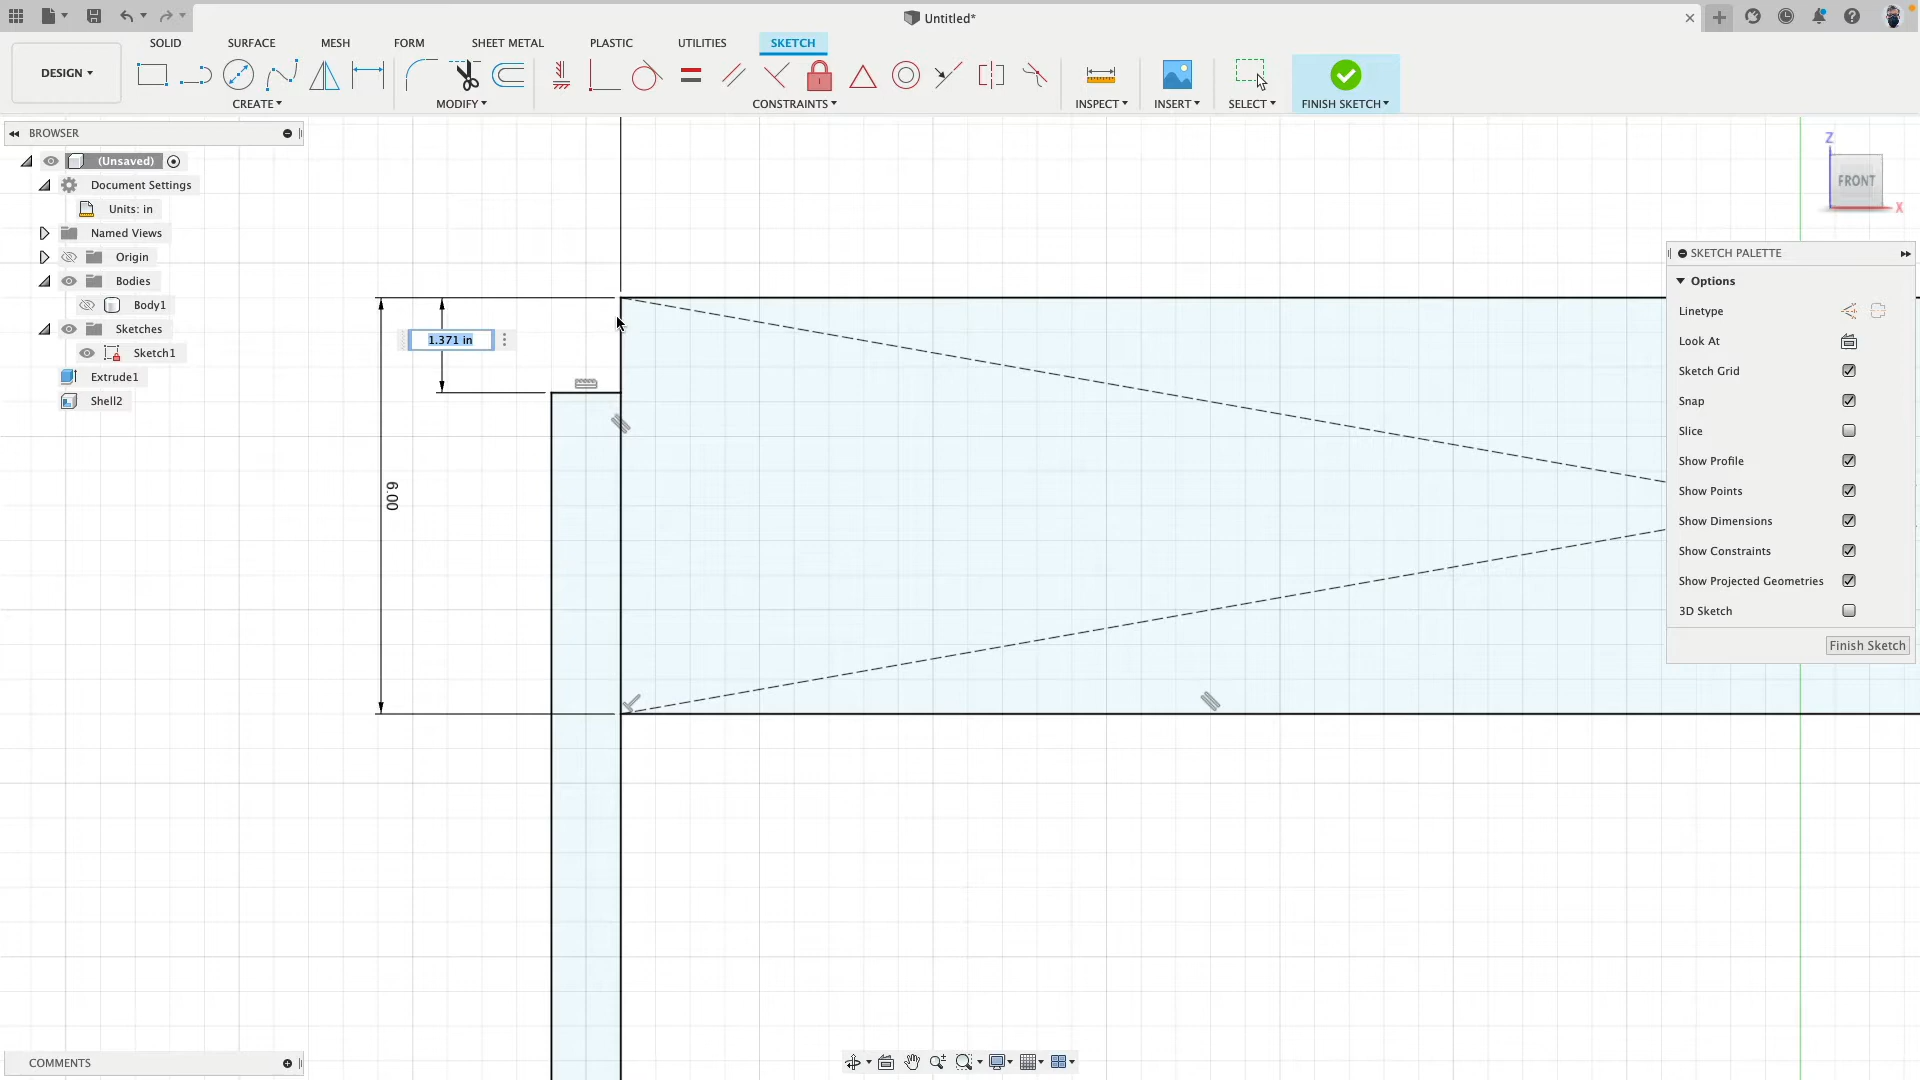 Untitled*
DESIGN
SOLID
SURFACE
MESH
FORM
SHEET METAL
PLASTIC
UTILITIES
SKETCH
CREATE
MODIFY
CONSTRAINTS
INSPECT
INSERT
SELECT
FINISH SKETCH
BROWSER
(Unsaved)
Document Settings
Units: in
Named Views
Origin
Bodies
Body1
Sketches
Sketch1
Extrude1
Shell2
1.371 in
6.00
Z
FRONT
X
SKETCH PALETTE
Options
Linetype
Look At
Sketch Grid
Snap
Slice
Show Profile
Show Points
Show Dimensions
Show Constraints
Show Projected Geometries
3D Sketch
Finish Sketch
COMMENTS